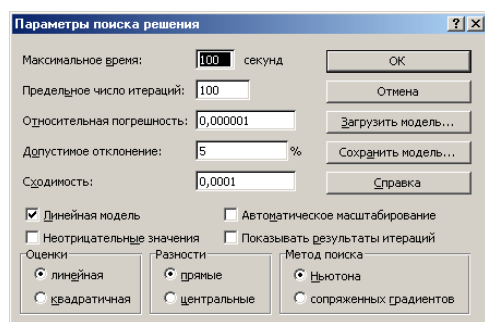 Параметры поиска решения
Максимальное время: 100 секунд OK
Предельное число итераций: 100 Отмена
Относительная погрешность: 0,000001 Загрузить модель...
Допустимое отклонение: 5 % Сохранить модель...
Сходимость: 0,0001 Справка
Линейная модель Автоматическое масштабирование
Неотрицательные значения Показывать результаты итераций
Оценки Разности Метод поиска
линейная прямые Ньютона
квадратичная центральные сопряженных градиентов